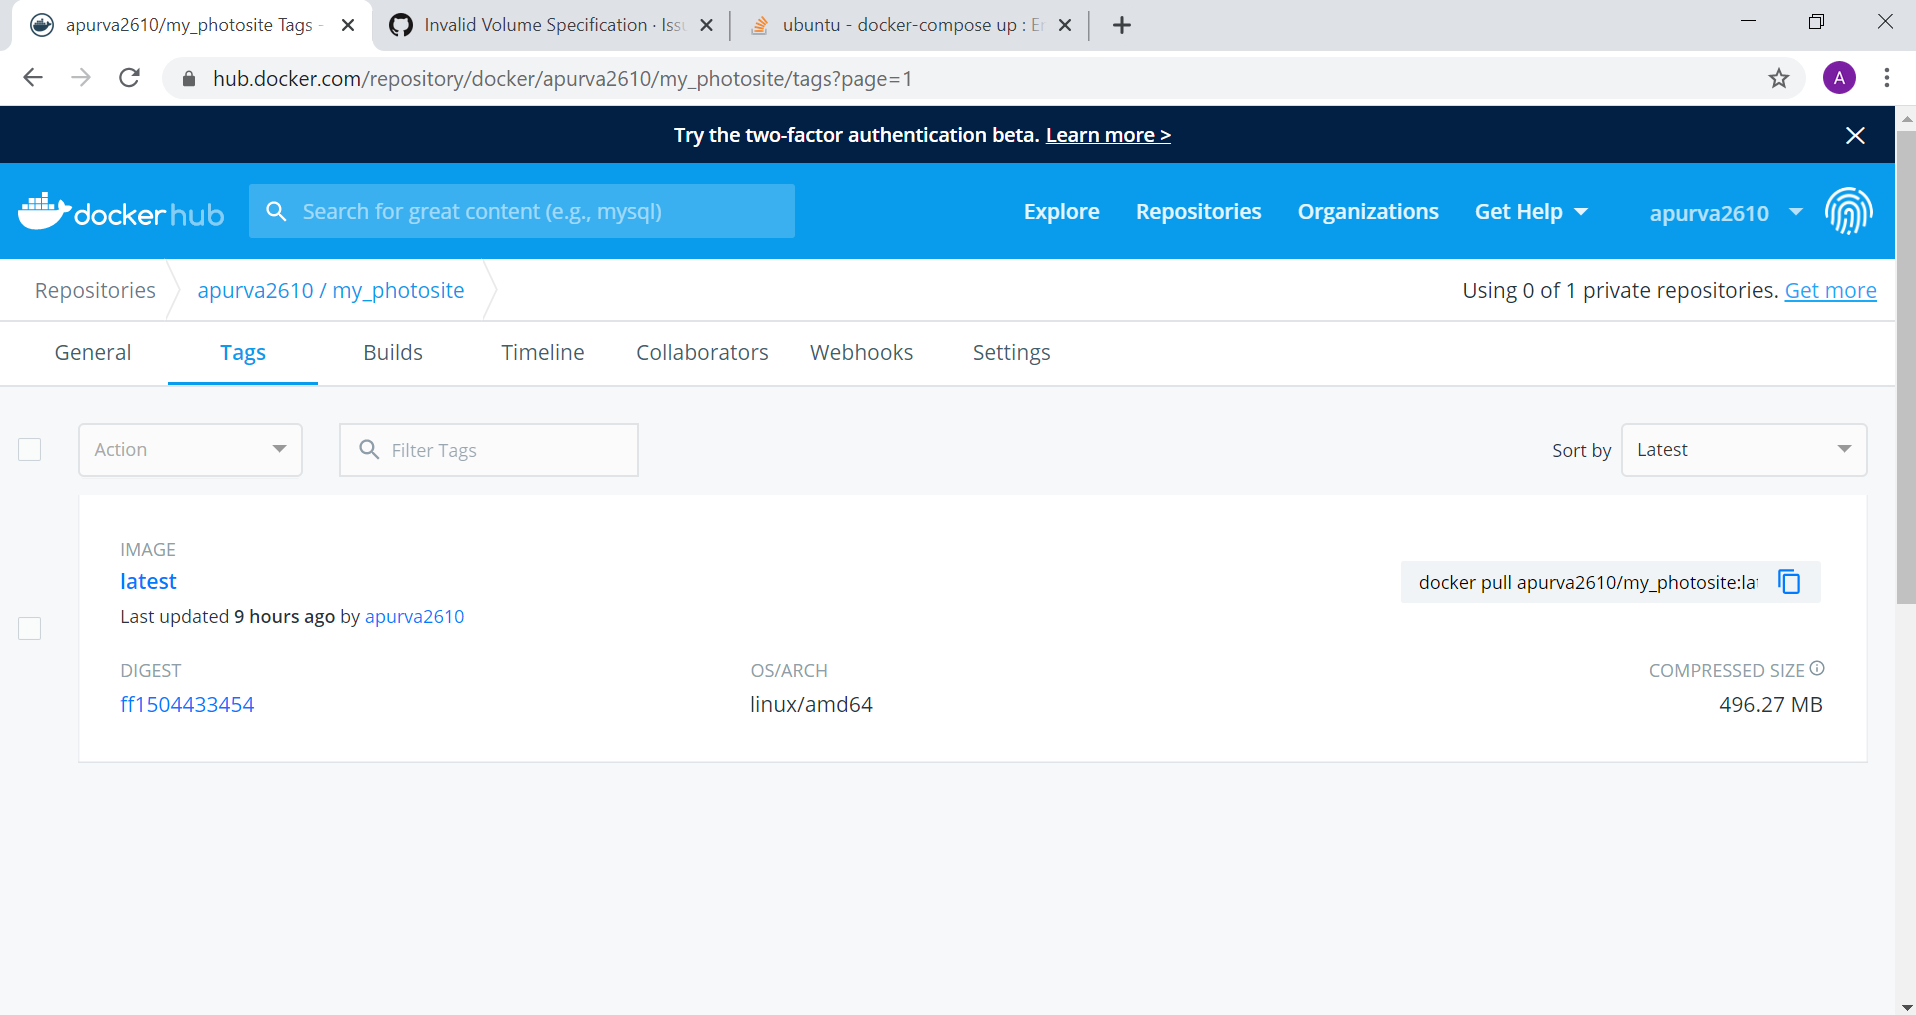 apurva2610/my_photosite Tags -
Invalid Volume Specification · Issu
ubuntu - docker-compose up : Er
hub.docker.com/repository/docker/apurva2610/my_photosite/tags?page=1
A
Try the two-factor authentication beta. Learn more >
docker hub
Search for great content (e.g., mysql)
Explore
Repositories
Organizations
Get Help
apurva2610
Repositories
apurva2610 / my_photosite
Using 0 of 1 private repositories. Get more
General
Tags
Builds
Timeline
Collaborators
Webhooks
Settings
Action
Filter Tags
Sort by
Latest
IMAGE
latest
docker pull apurva2610/my_photosite:lat
Last updated 9 hours ago by apurva2610
DIGEST
OS/ARCH
COMPRESSED SIZE
ff1504433454
linux/amd64
496.27 MB